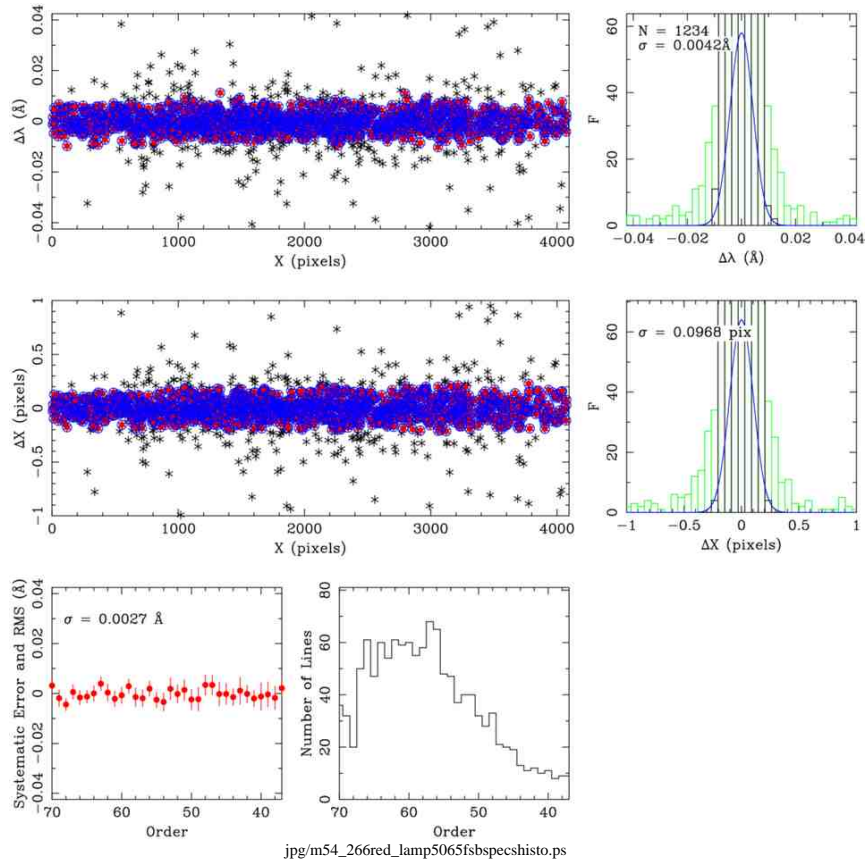 0.04
0.02
0
−0.02
−0.04
Δλ (Å)
0 1000 2000 3000 4000
X (pixels)
60
40
20
0
F
N = 1234
σ = 0.0042Å
−0.04 −0.02 0 0.02 0.04
Δλ (Å)
1
0.5
0
−0.5
−1
ΔX (pixels)
0 1000 2000 3000 4000
X (pixels)
60
40
20
0
F
σ = 0.0968 pix
−1 −0.5 0 0.5 1
ΔX (pixels)
0.04
0.02
0
−0.02
−0.04
Systematic Error and RMS (Å)
σ = 0.0027 Å
70 60 50 40
Order
80
60
40
20
0
Number of Lines
70 60 50 40
Order
jpg/m54_266red_lamp5065fsbspecshisto.ps